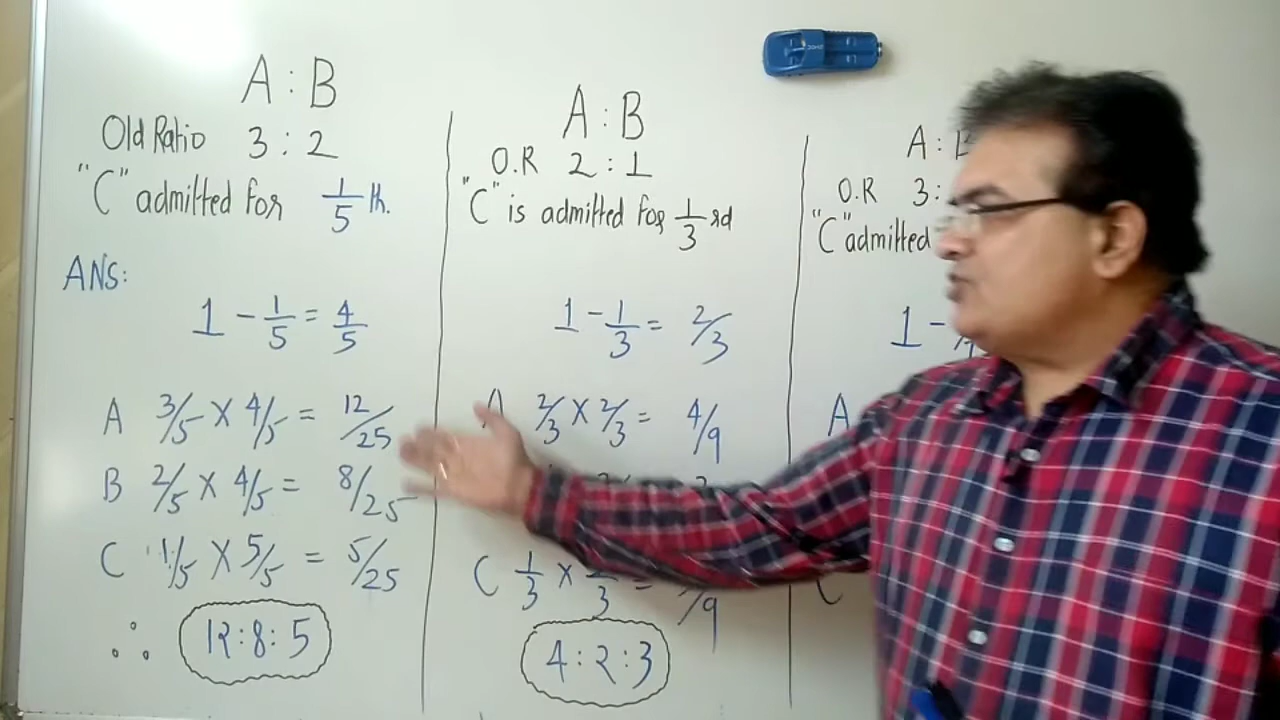 A : B
Old Ratio 3 : 2
"C" admitted for 1/5 th.
ANS:
1 - 1/5 = 4/5
A 3/5 X 4/5 = 12/25
B 2/5 X 4/5 = 8/25
C 1/5 X 5/5 = 5/25
∴ 12:8:5
A : B
O.R 2 : 1
"C" is admitted for 1/3 rd
1 - 1/3 = 2/3
A 2/3 X 2/3 = 4/9
C 1/3 X /3 = /9
4:2:3
A :
O.R 3 :
"C" admitted
1 -
A
C